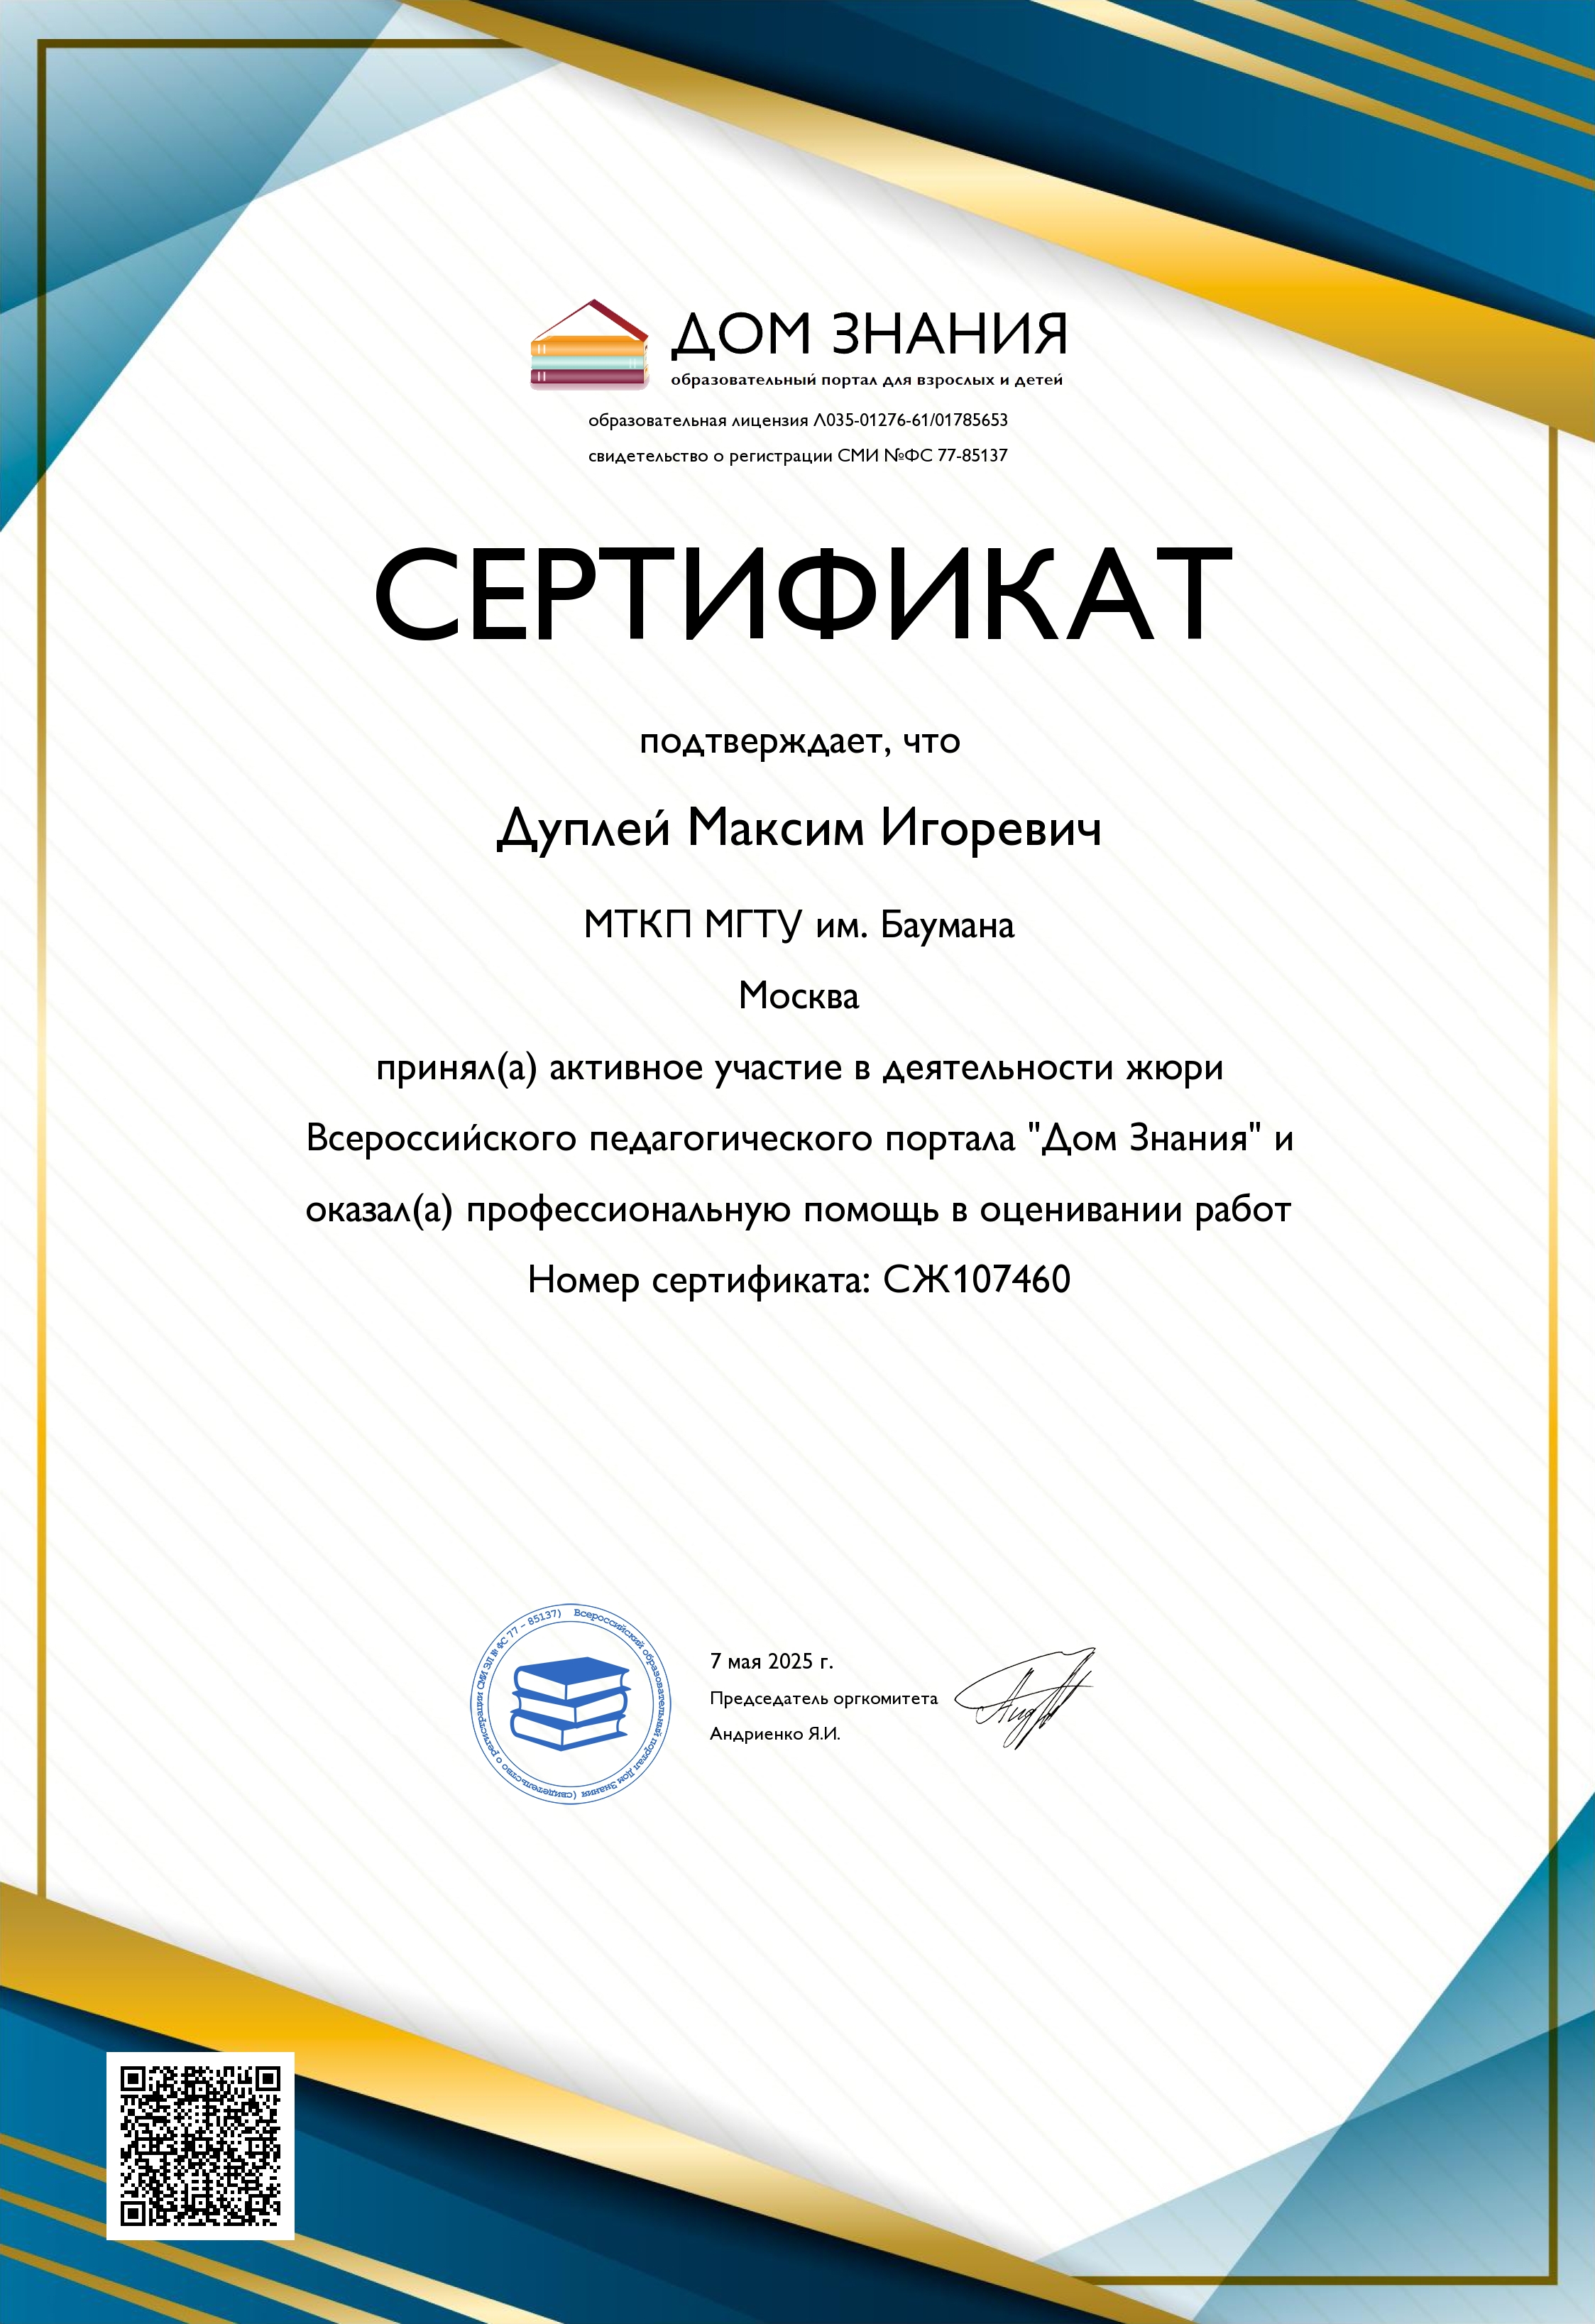 ДОМ ЗНАНИЯ
образовательный портал для взрослых и детей
образовательная лицензия Л035-01276-61/01785653
свидетельство о регистрации СМИ №ФС 77-85137
СЕРТИФИКАТ
подтверждает, что
Дуплей Максим Игоревич
МТКП МГТУ им. Баумана
Москва
принял(а) активное участие в деятельности жюри
Всероссийского педагогического портала "Дом Знания" и
оказал(а) профессиональную помощь в оценивании работ
Номер сертификата: СЖ107460
Всероссийский образовательный портал Дом Знания (свидетельство о регистрации СМИ ЭЛ № ФС 77 - 85137)
7 мая 2025 г.
Председатель оргкомитета
Андриенко Я.И.